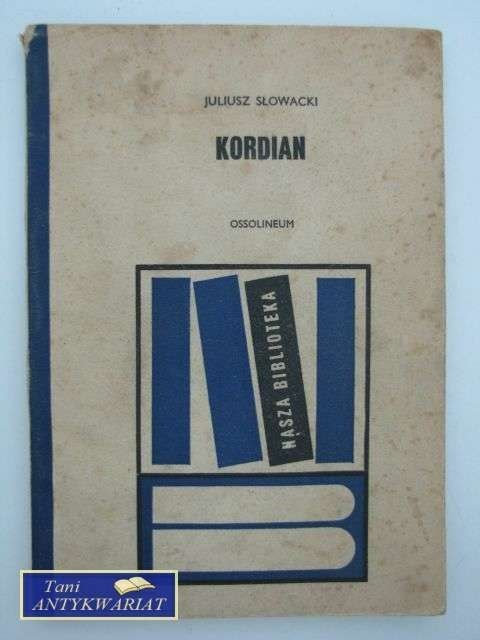 JULIUSZ SŁOWACKI
KORDIAN
OSSOLINEUM
NASZA BIBLIOTEKA
Tani
ANTYKWARIAT